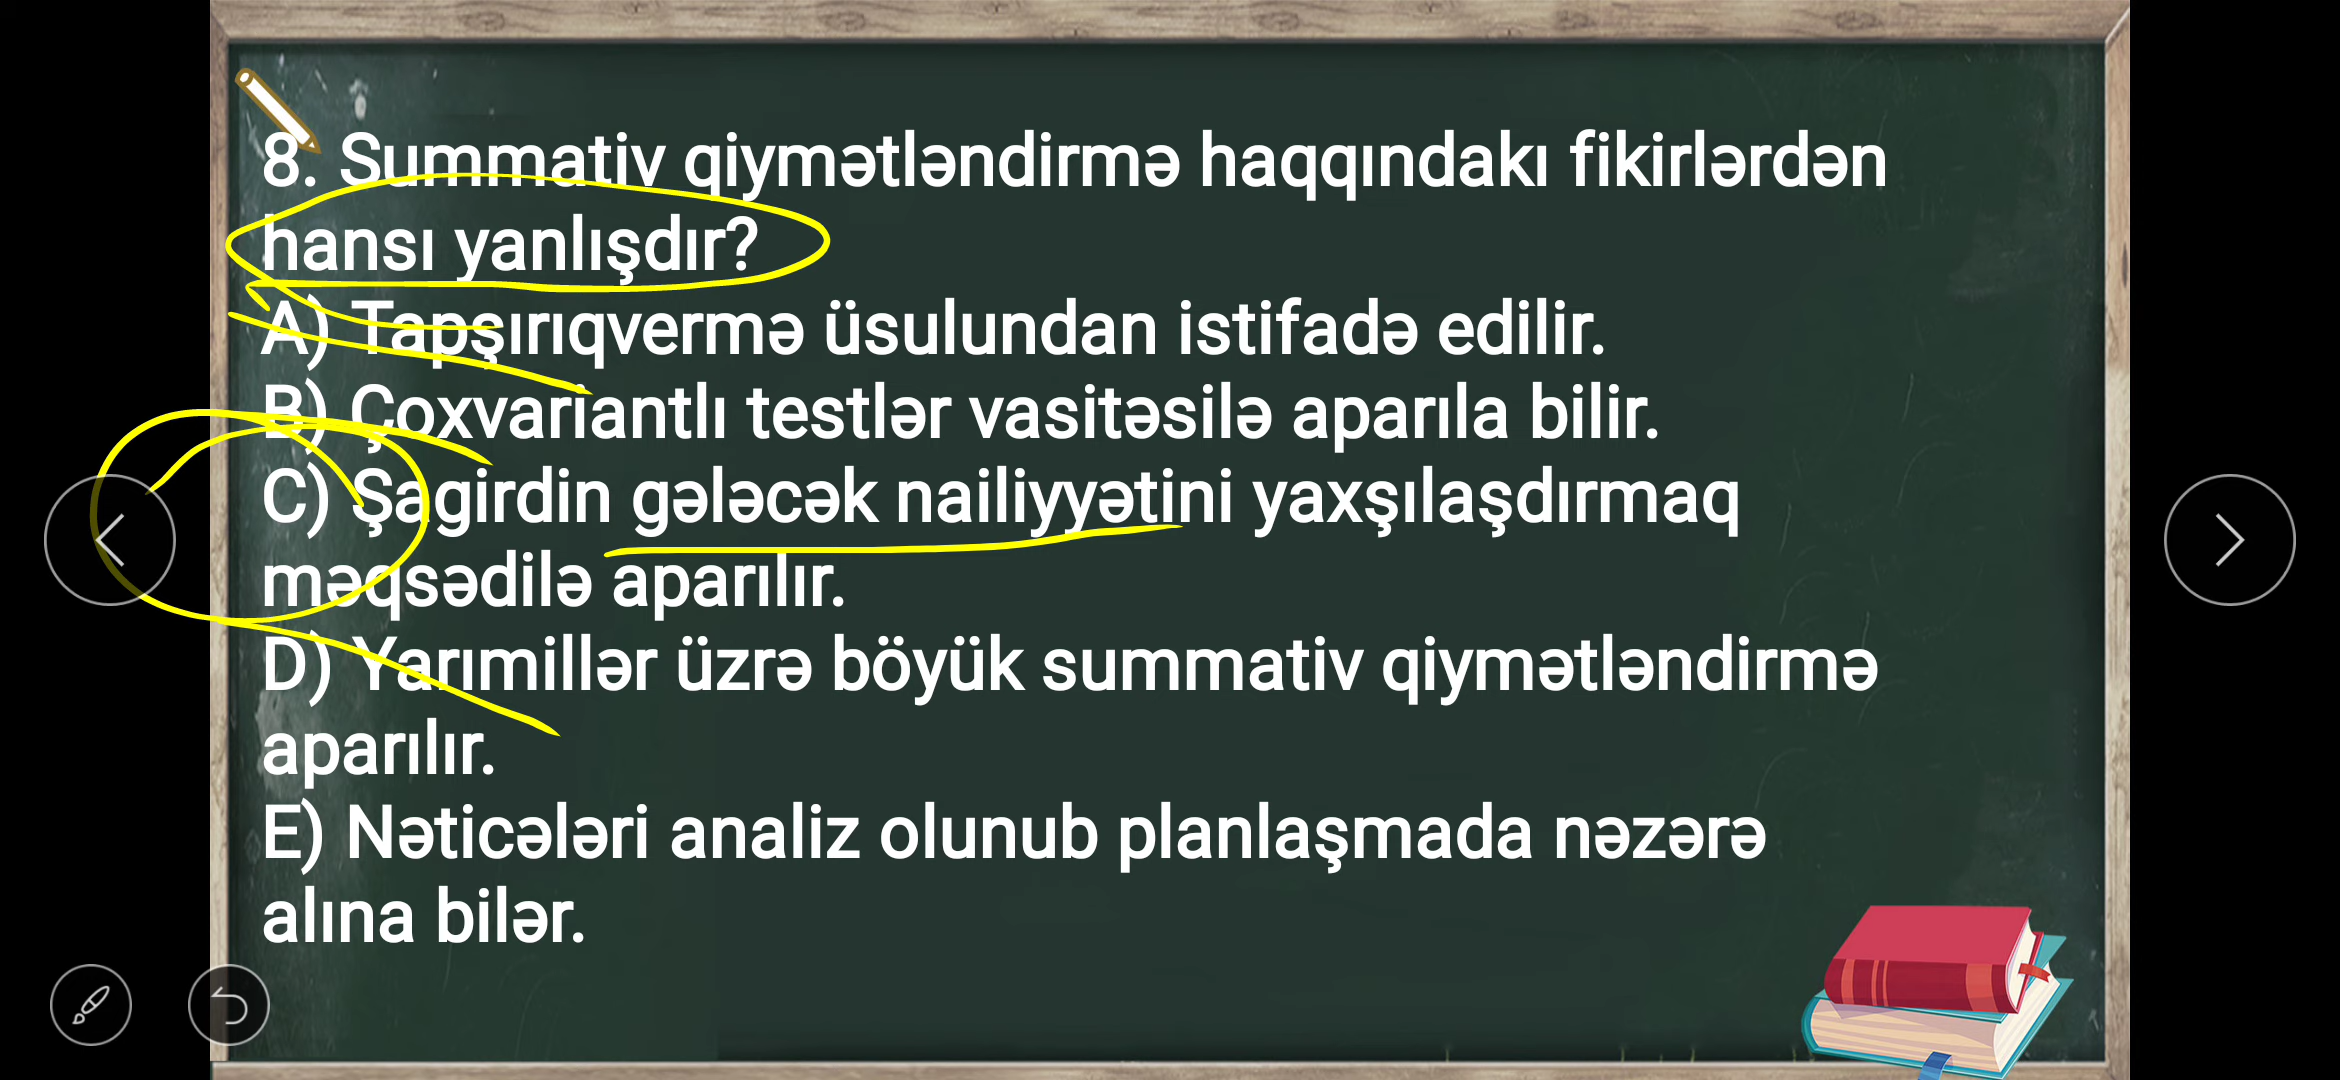 8. Summativ qiymətləndirmə haqqındakı fikirlərdən
hansı yanlışdır?
A) Tapşırıqvermə üsulundan istifadə edilir.
B) Çoxvariantlı testlər vasitəsilə aparıla bilir.
C) Şagirdin gələcək nailiyyətini yaxşılaşdırmaq
məqsədilə aparılır.
D) Yarımillər üzrə böyük summativ qiymətləndirmə
aparılır.
E) Nəticələri analiz olunub planlaşmada nəzərə
alına bilər.